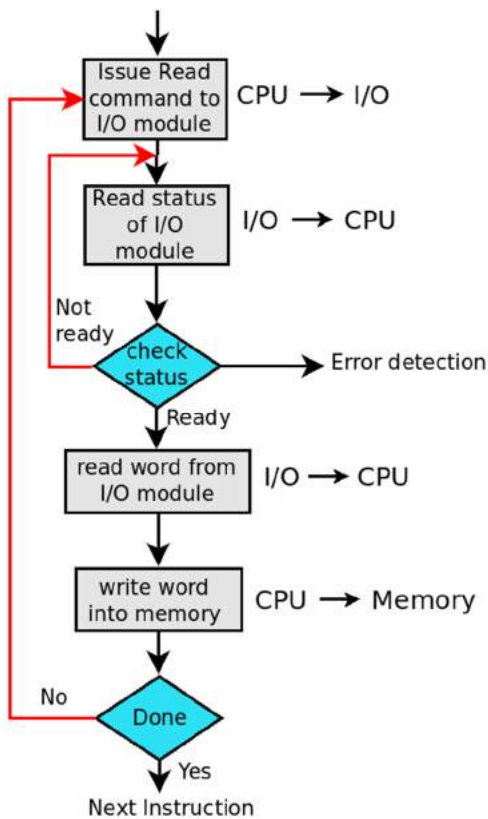 Issue Read
command to
I/O module
CPU → I/O
Read status
of I/O
module
I/O → CPU
Not
ready
check
status
Error detection
Ready
read word from
I/O module
I/O → CPU
write word
into memory
CPU → Memory
No
Done
Yes
Next Instruction